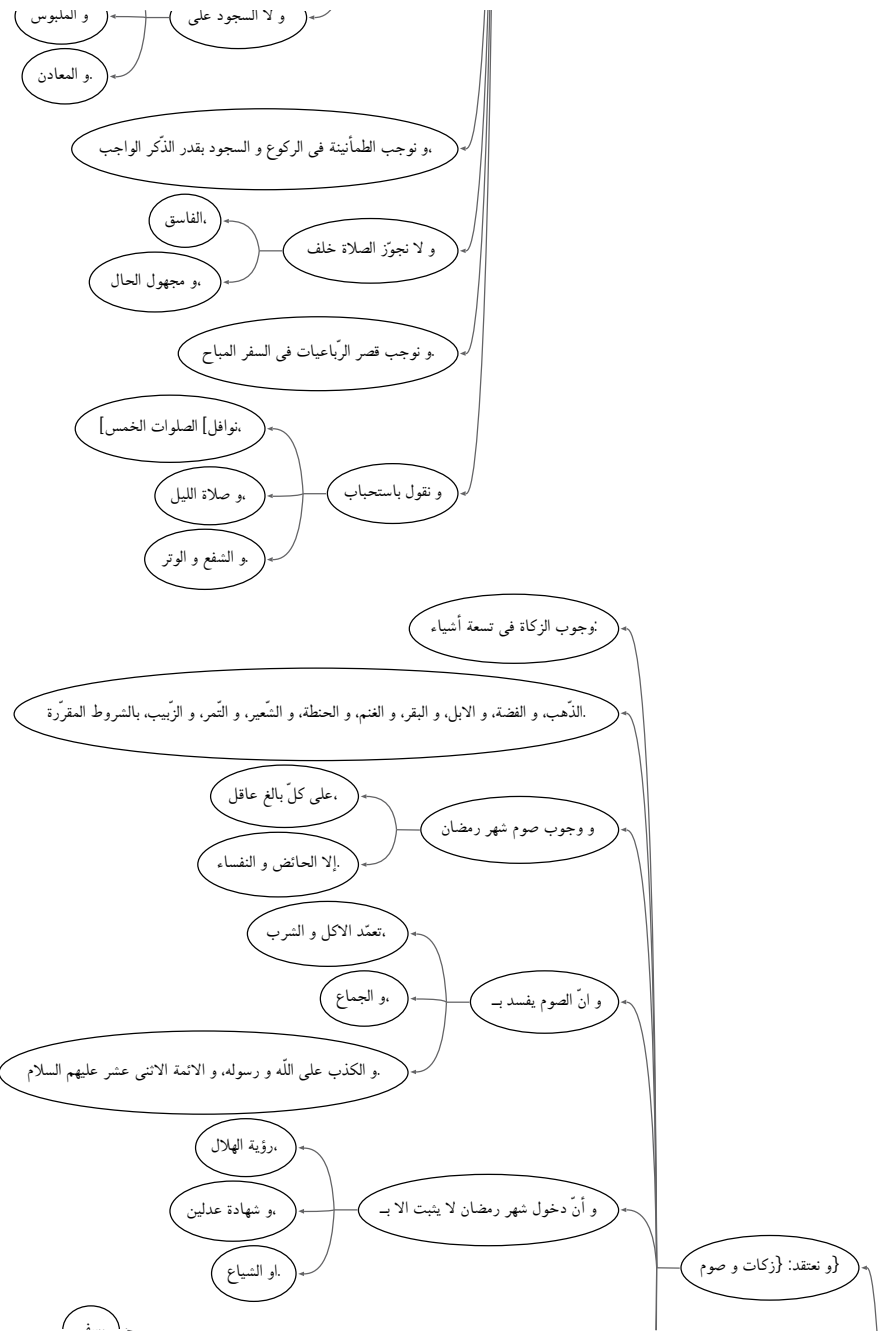 و لا السجود على
و الملبوس
و المعادن.
و نوجب الطمأنينة فى الركوع و السجود بقدر الذّكر الواجب،
و لا نجوّز الصلاة خلف
الفاسق،
و مجهول الحال،
و نوجب قصر الرّباعيات فى السفر المباح.
و نقول باستحباب
نوافل] الصلوات الخمس]،
و صلاة الليل،
و الشفع و الوتر.
و نعتقد: {زكات و صوم}
وجوب الزكاة فى تسعة أشياء:
الذّهب، و الفضة، و الابل، و البقر، و الغنم، و الحنطة، و الشّعير، و التّمر، و الزّبيب، بالشروط المقرّرة.
و وجوب صوم شهر رمضان
على كلّ بالغ عاقل،
إلا الحائض و النفساء.
و انّ الصوم يفسد بـ
تعمّد الاكل و الشرب،
و الجماع،
و الكذب على اللّه و رسوله، و الائمة الاثنى عشر عليهم السلام.
و أنّ دخول شهر رمضان لا يثبت الا بـ
رؤية الهلال،
و شهادة عدلين،
او الشياع.